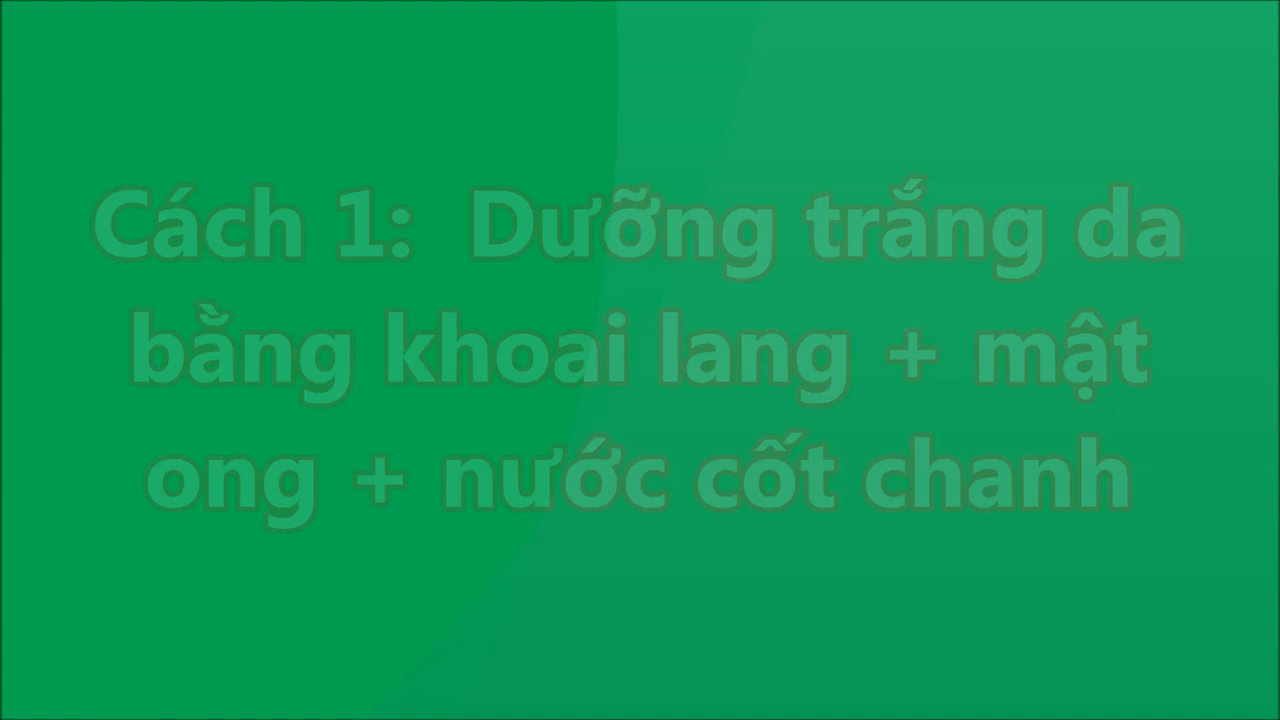 Cách 1: Dưỡng trắng da
bằng khoai lang + mật
ong + nước cốt chanh